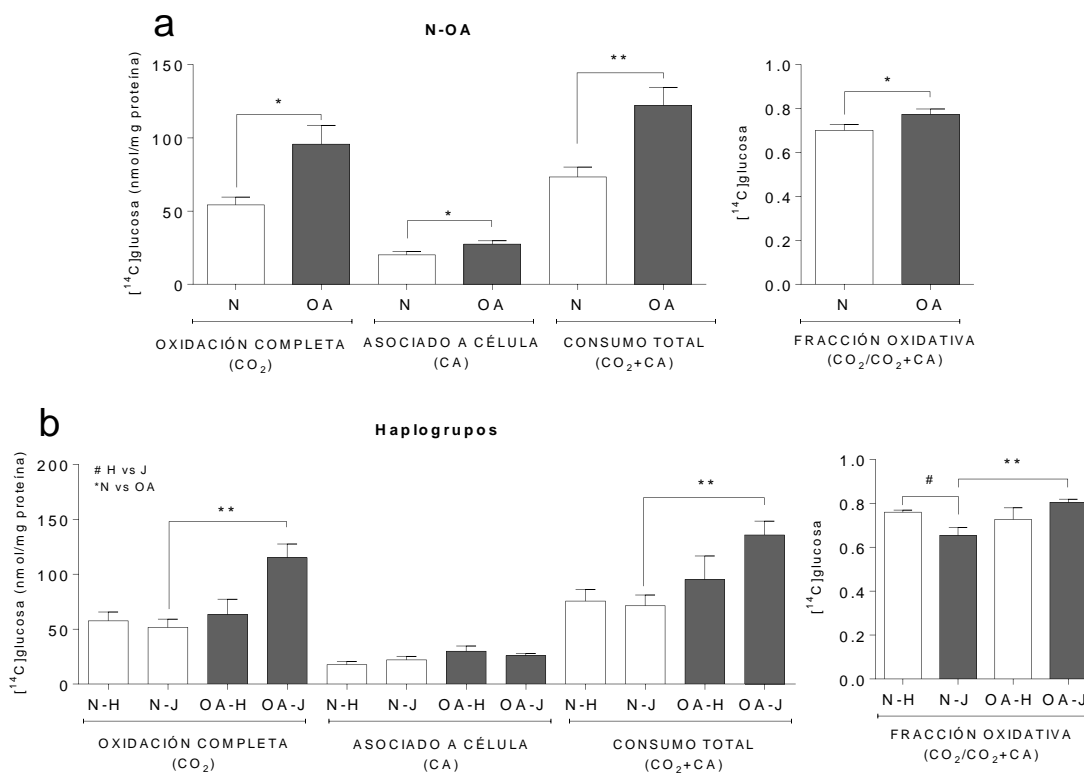 a
N-OA
[14C]glucosa (nmol/mg proteína)
150
100
50
0
*
*
**
N
OA
N
OA
N
OA
OXIDACIÓN COMPLETA
(CO2)
ASOCIADO A CÉLULA
(CA)
CONSUMO TOTAL
(CO2+CA)
[14C]glucosa
1.0
0.8
0.6
0.4
0.2
0.0
*
N
OA
FRACCIÓN OXIDATIVA
(CO2/CO2+CA)
b
Haplogrupos
[14C]glucosa (nmol/mg proteína)
200
150
100
50
0
# H vs J
*N vs OA
**
**
N-H
N-J
OA-H
OA-J
N-H
N-J
OA-H
OA-J
N-H
N-J
OA-H
OA-J
OXIDACIÓN COMPLETA
(CO2)
ASOCIADO A CÉLULA
(CA)
CONSUMO TOTAL
(CO2+CA)
[14C]glucosa
1.0
0.8
0.6
0.4
0.2
0.0
#
**
N-H
N-J
OA-H
OA-J
FRACCIÓN OXIDATIVA
(CO2/CO2+CA)